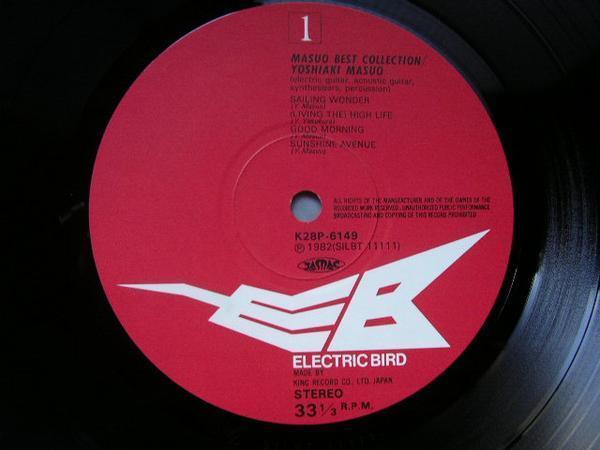 1
MASUO BEST COLLECTION/
YOSHIAKI MASUO
(electric guitar, acoustic guitar,
synthesizers, percussion)
SAILING WONDER
(Y. Masuo)
(LIVING THE) HIGH LIFE
GOOD MORNING
(Y. Masuo)
SUNSHINE AVENUE
(Y. Masuo)
ALL RIGHTS OF THE MANUFACTURER AND OF THE OWNER OF THE
RECORDED WORK RESERVED. UNAUTHORIZED PUBLIC PERFORMANCE
BROADCASTING AND COPYING OF THIS RECORD PROHIBITED
K28P-6149
Ⓟ 1982(SILBT 11111)
JASRAC
EB
ELECTRIC BIRD
MADE BY
KING RECORD CO., LTD. JAPAN
STEREO
33 1/3 R.P.M.